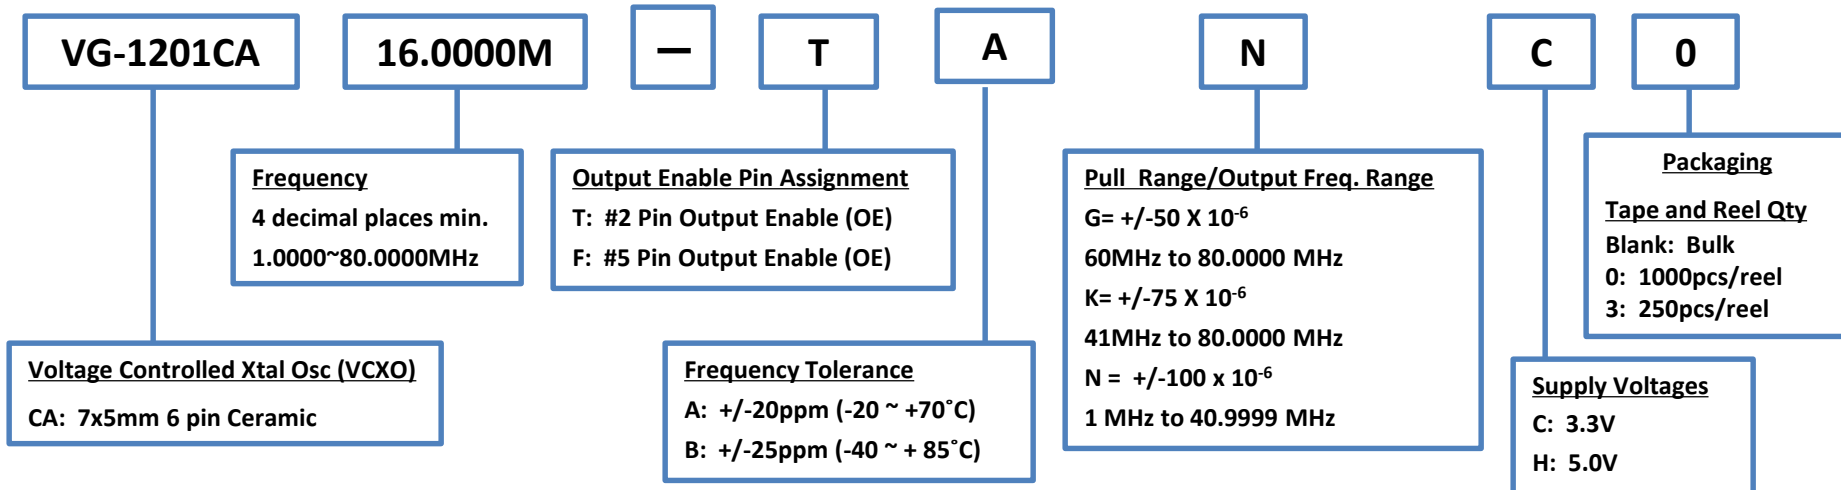 VG-1201CA 16.0000M — T A N C 0
Frequency
4 decimal places min.
1.0000~80.0000MHz
Output Enable Pin Assignment
T: #2 Pin Output Enable (OE)
F: #5 Pin Output Enable (OE)
Pull Range/Output Freq. Range
G= +/-50 X 10⁻⁶
60MHz to 80.0000 MHz
K= +/-75 X 10⁻⁶
41MHz to 80.0000 MHz
N = +/-100 x 10⁻⁶
1 MHz to 40.9999 MHz
Packaging
Tape and Reel Qty
Blank: Bulk
0: 1000pcs/reel
3: 250pcs/reel
Voltage Controlled Xtal Osc (VCXO)
CA: 7x5mm 6 pin Ceramic
Frequency Tolerance
A: +/-20ppm (-20 ~ +70˚C)
B: +/-25ppm (-40 ~ + 85˚C)
Supply Voltages
C: 3.3V
H: 5.0V